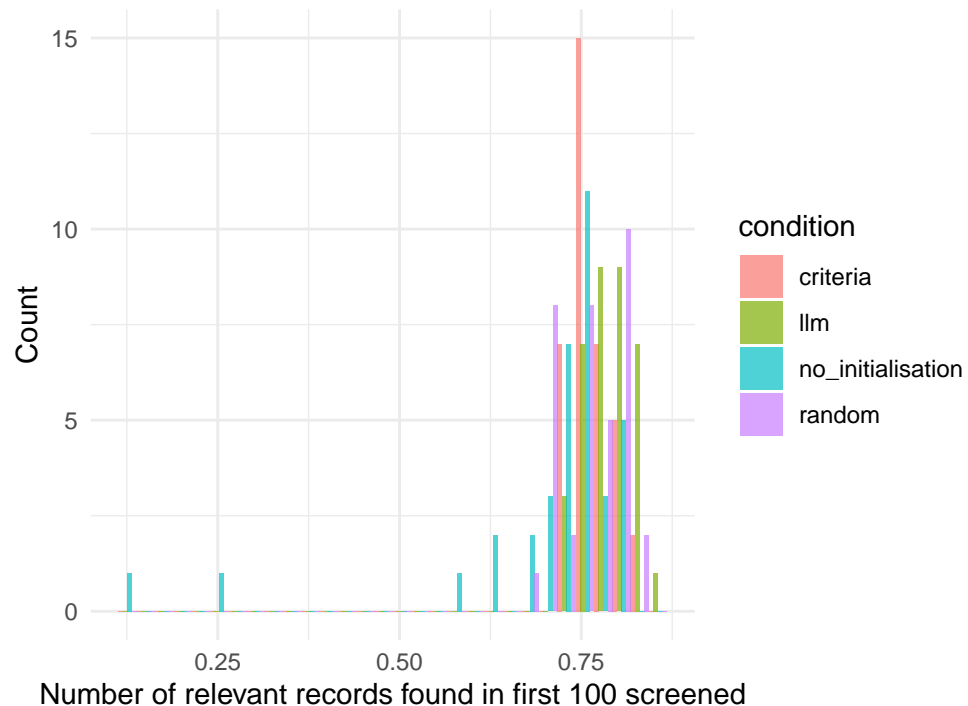 15
10
5
0
Count
0.25
0.50
0.75
Number of relevant records found in first 100 screened
condition
criteria
llm
no_initialisation
random